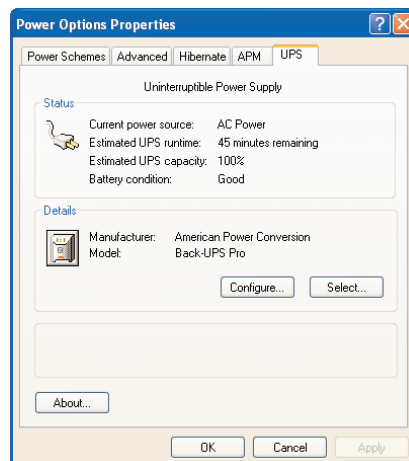 Power Options Properties
Power Schemes Advanced Hibernate APM UPS
Uninterruptible Power Supply
Status
Current power source: AC Power
Estimated UPS runtime: 45 minutes remaining
Estimated UPS capacity: 100%
Battery condition: Good
Details
Manufacturer: American Power Conversion
Model: Back-UPS Pro
Configure... Select...
About...
OK Cancel Apply